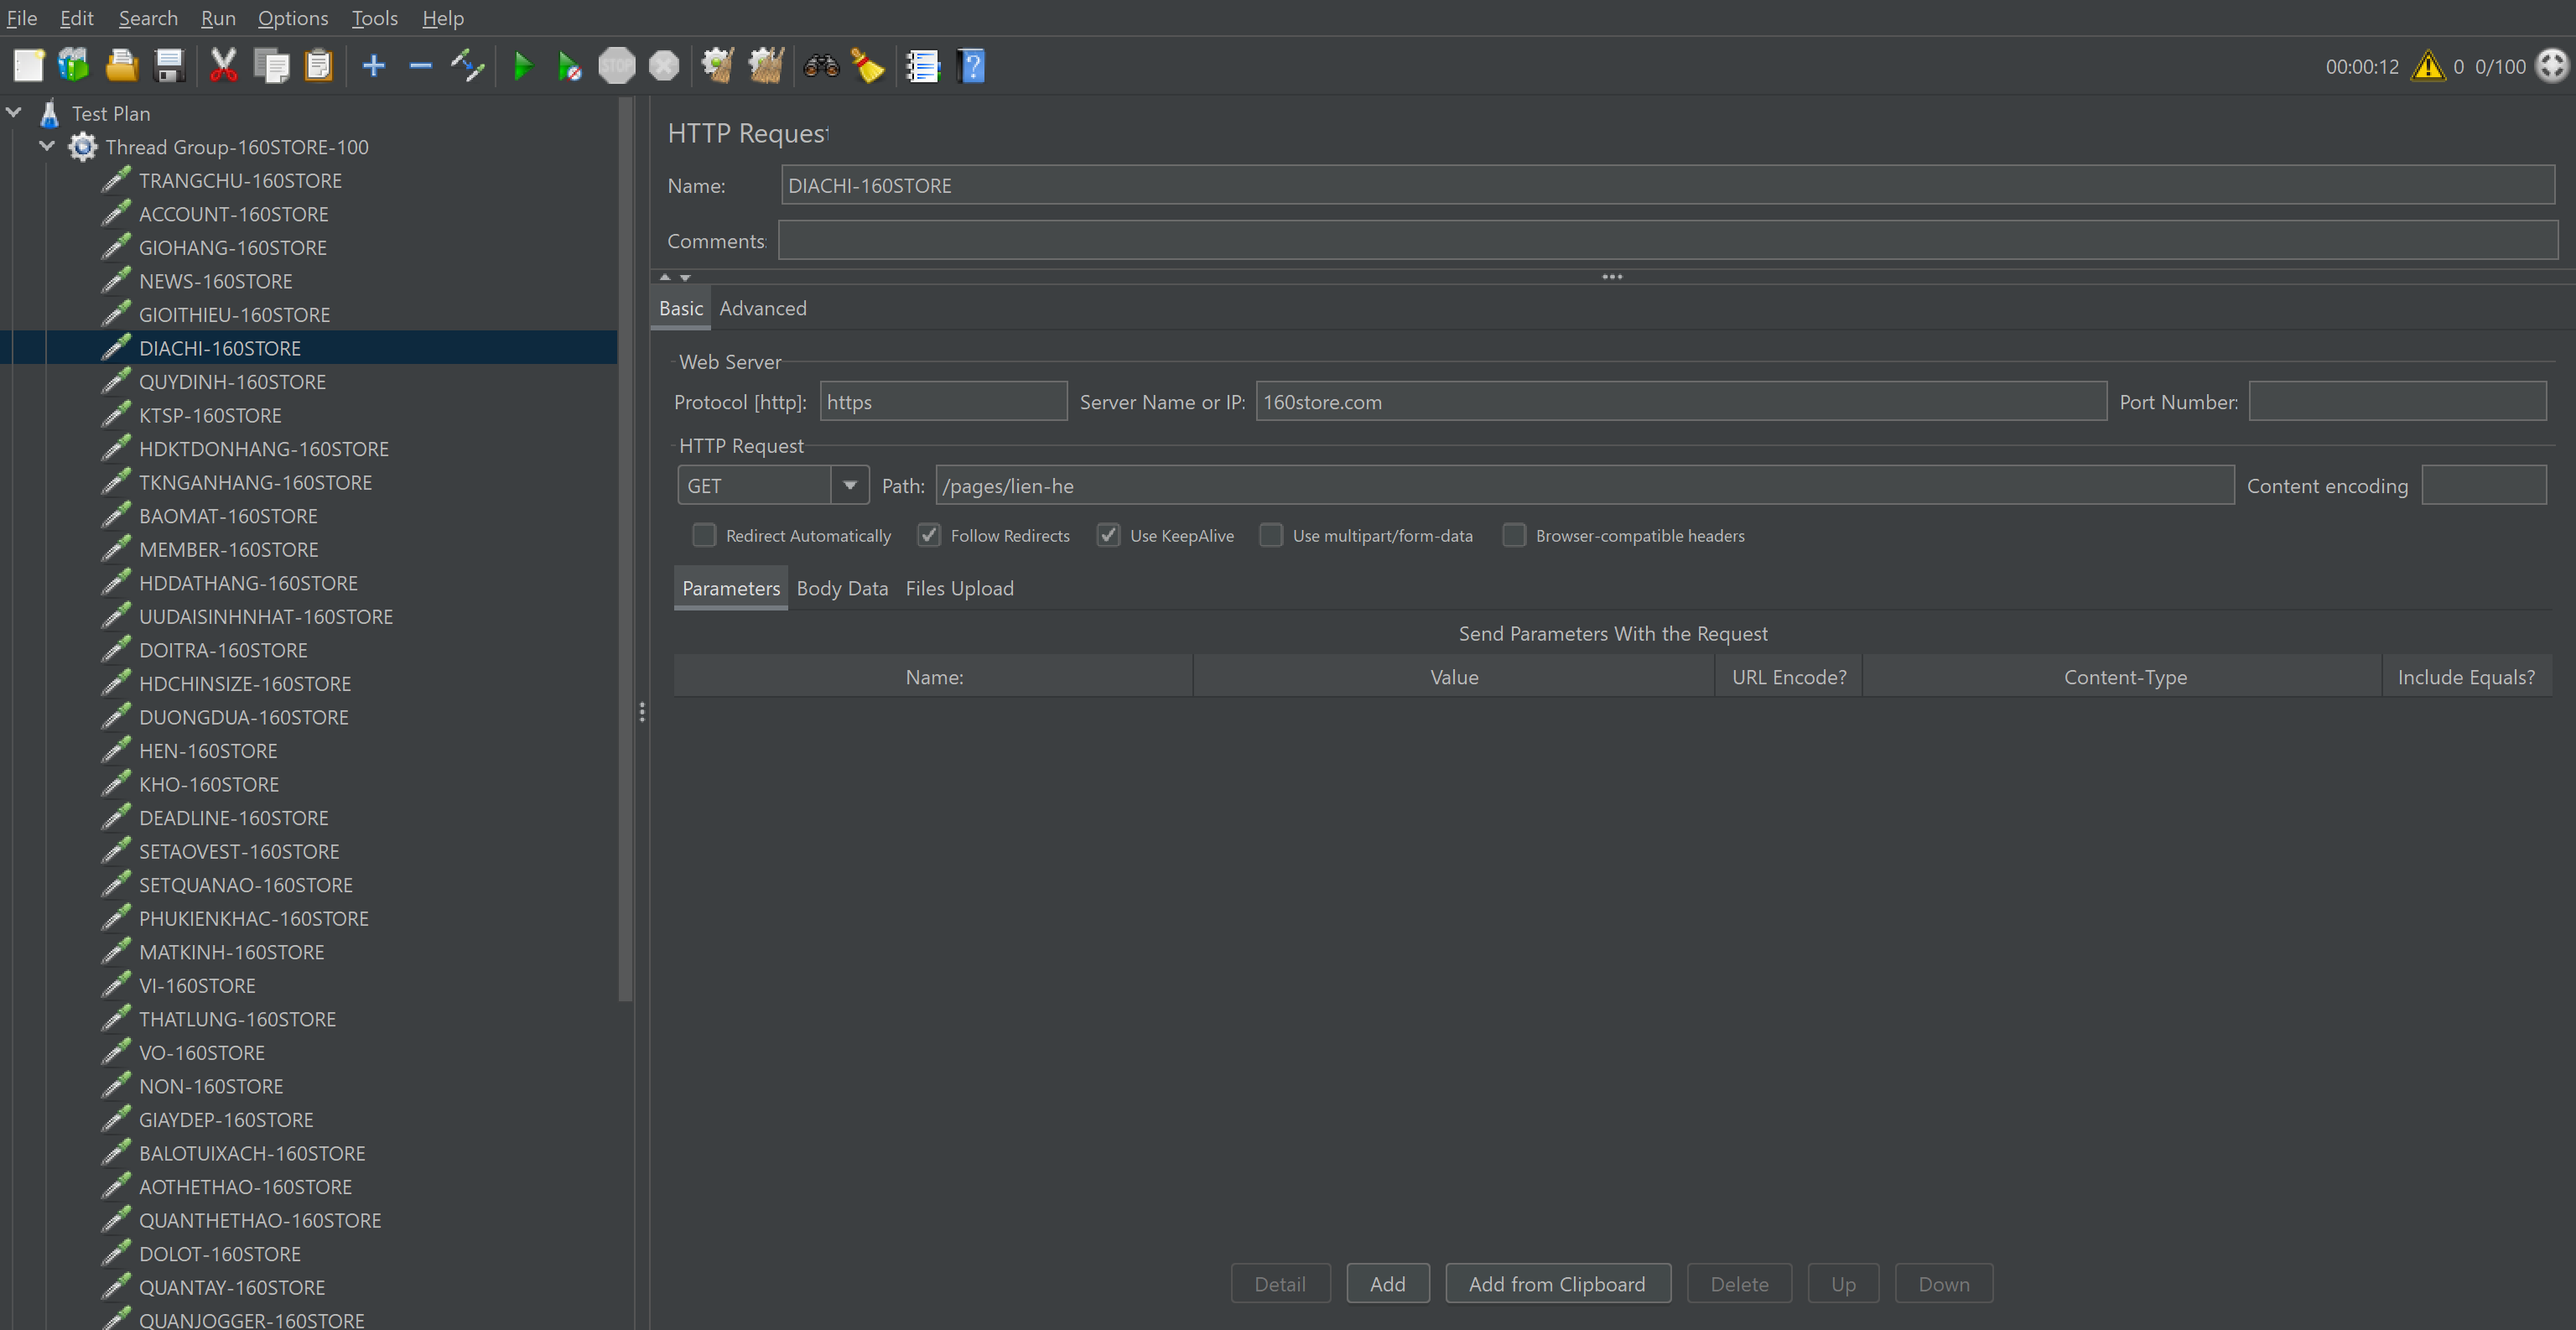 File Edit Search Run Options Tools Help
STOP
00:00:12 0 0/100
Test Plan
Thread Group-160STORE-100
TRANGCHU-160STORE
ACCOUNT-160STORE
GIOHANG-160STORE
NEWS-160STORE
GIOITHIEU-160STORE
DIACHI-160STORE
QUYDINH-160STORE
KTSP-160STORE
HDKTDONHANG-160STORE
TKNGANHANG-160STORE
BAOMAT-160STORE
MEMBER-160STORE
HDDATHANG-160STORE
UUDAISINHNHAT-160STORE
DOITRA-160STORE
HDCHINSIZE-160STORE
DUONGDUA-160STORE
HEN-160STORE
KHO-160STORE
DEADLINE-160STORE
SETAOVEST-160STORE
SETQUANAO-160STORE
PHUKIENKHAC-160STORE
MATKINH-160STORE
VI-160STORE
THATLUNG-160STORE
VO-160STORE
NON-160STORE
GIAYDEP-160STORE
BALOTUIXACH-160STORE
AOTHETHAO-160STORE
QUANTHETHAO-160STORE
DOLOT-160STORE
QUANTAY-160STORE
QUANJOGGER-160STORE
HTTP Request
Name: DIACHI-160STORE
Comments:
Basic Advanced
Web Server
Protocol [http]: https Server Name or IP: 160store.com Port Number:
HTTP Request
GET Path: /pages/lien-he Content encoding
Redirect Automatically Follow Redirects Use KeepAlive Use multipart/form-data Browser-compatible headers
Parameters Body Data Files Upload
Send Parameters With the Request
Name: Value URL Encode? Content-Type Include Equals?
Detail Add Add from Clipboard Delete Up Down